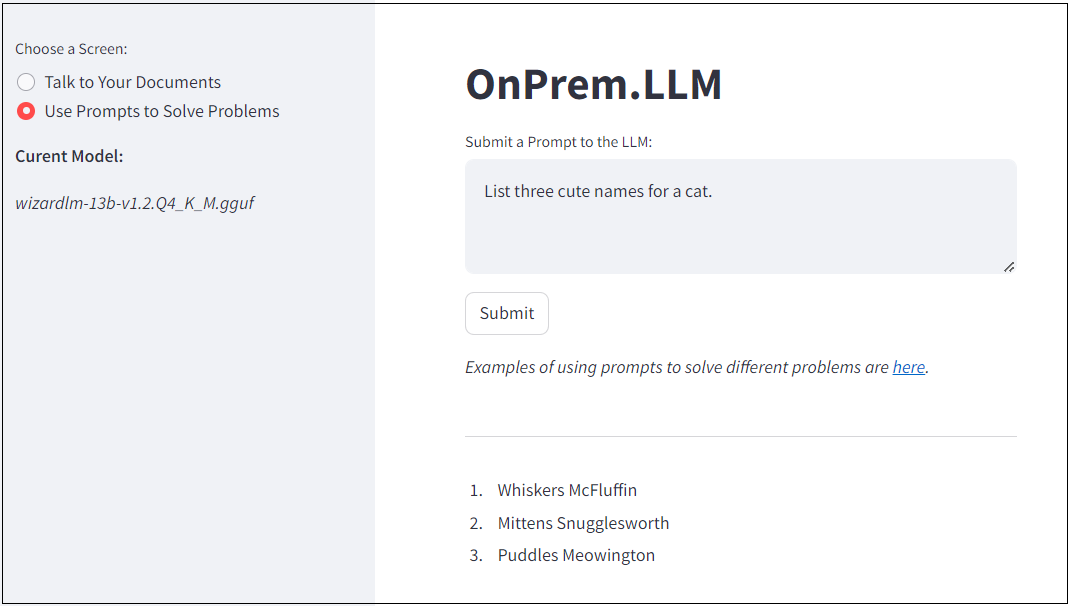 Choose a Screen:
Talk to Your Documents
Use Prompts to Solve Problems
Curent Model:
wizardlm-13b-v1.2.Q4_K_M.gguf
OnPrem.LLM
Submit a Prompt to the LLM:
List three cute names for a cat.
Submit
Examples of using prompts to solve different problems are here.
1. Whiskers McFluffin
2. Mittens Snugglesworth
3. Puddles Meowington